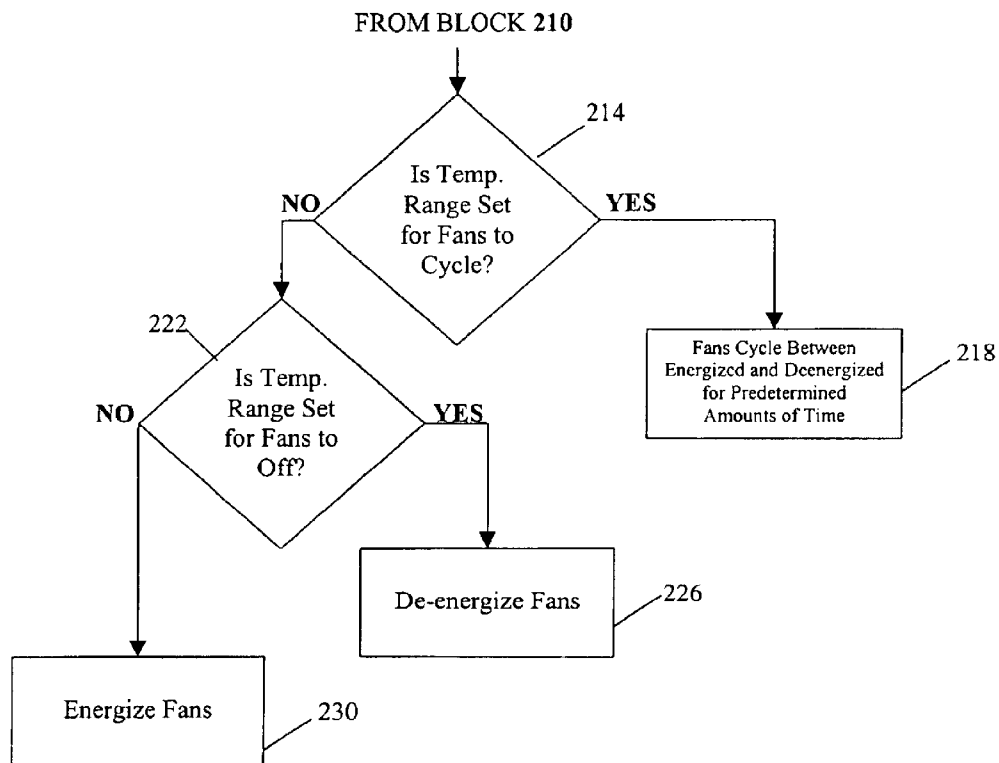 FROM BLOCK 210
214
Is Temp.
Range Set
for Fans to
Cycle?
NO
YES
222
Is Temp.
Range Set
for Fans to
Off?
NO
YES
Fans Cycle Between
Energized and Deenergized
for Predetermined
Amounts of Time
218
De-energize Fans
226
Energize Fans
230